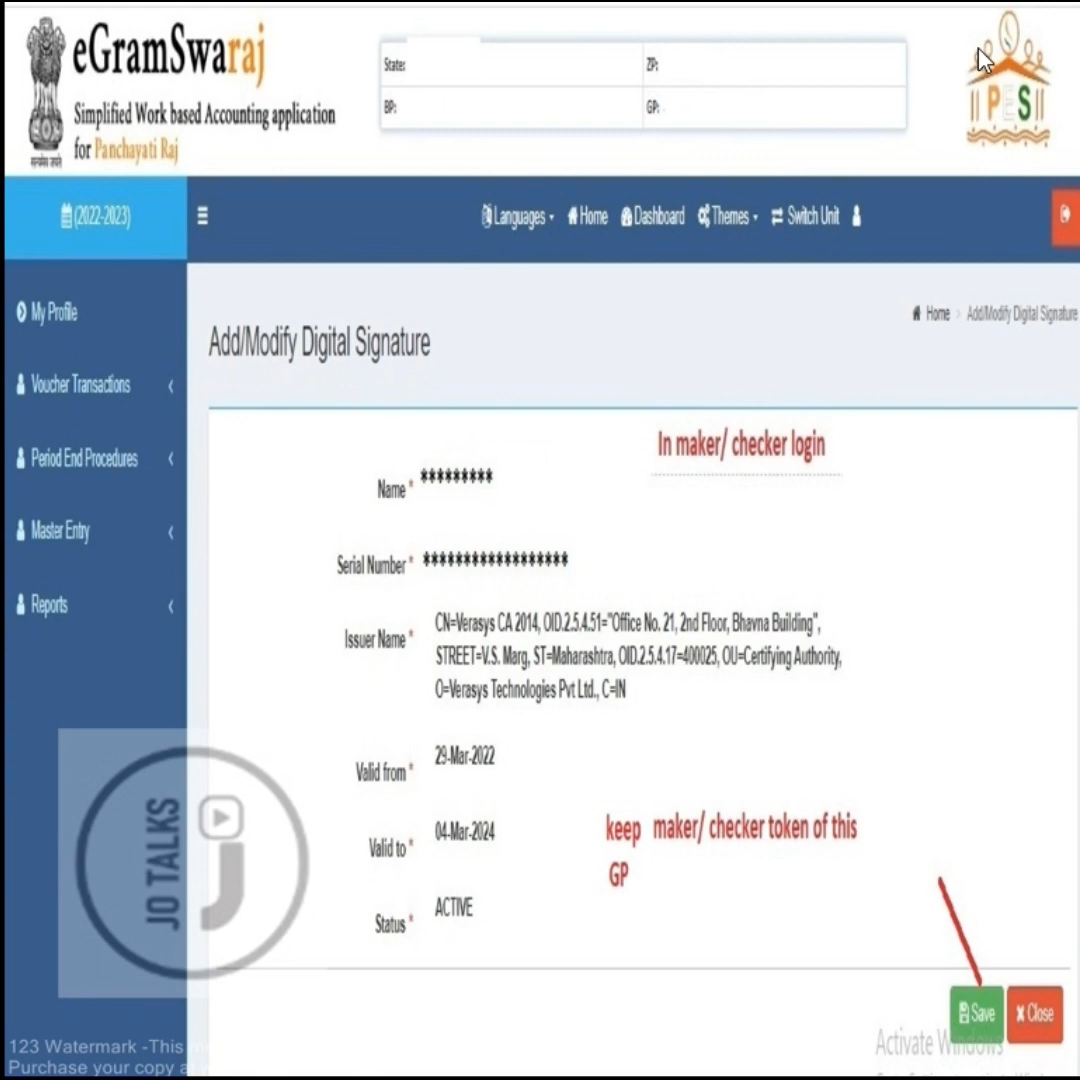 eGramSwaraj
Simplified Work based Accounting application
for Panchayati Raj
State:
ZP:
BP:
GP:
(2022-2023)
Languages
Home
Dashboard
Themes
Switch Unit
My Profile
Voucher Transactions
Period End Procedures
Master Entry
Reports
Home > Add/Modify Digital Signature
Add/Modify Digital Signature
In maker/ checker login
Name * *********
Serial Number * ******************
Issuer Name * CN=Verasys CA 2014, OID.2.5.4.51="Office No. 21, 2nd Floor, Bhavna Building",
STREET=V.S. Marg, ST=Maharashtra, OID.2.5.4.17=400025, OU=Certifying Authority,
O=Verasys Technologies Pvt Ltd., C=IN
Valid from * 29-Mar-2022
Valid to * 04-Mar-2024
keep maker/ checker token of this
GP
Status * ACTIVE
Save
Close
JO TALKS
J
Activate Windows
123 Watermark -This
Purchase your copy